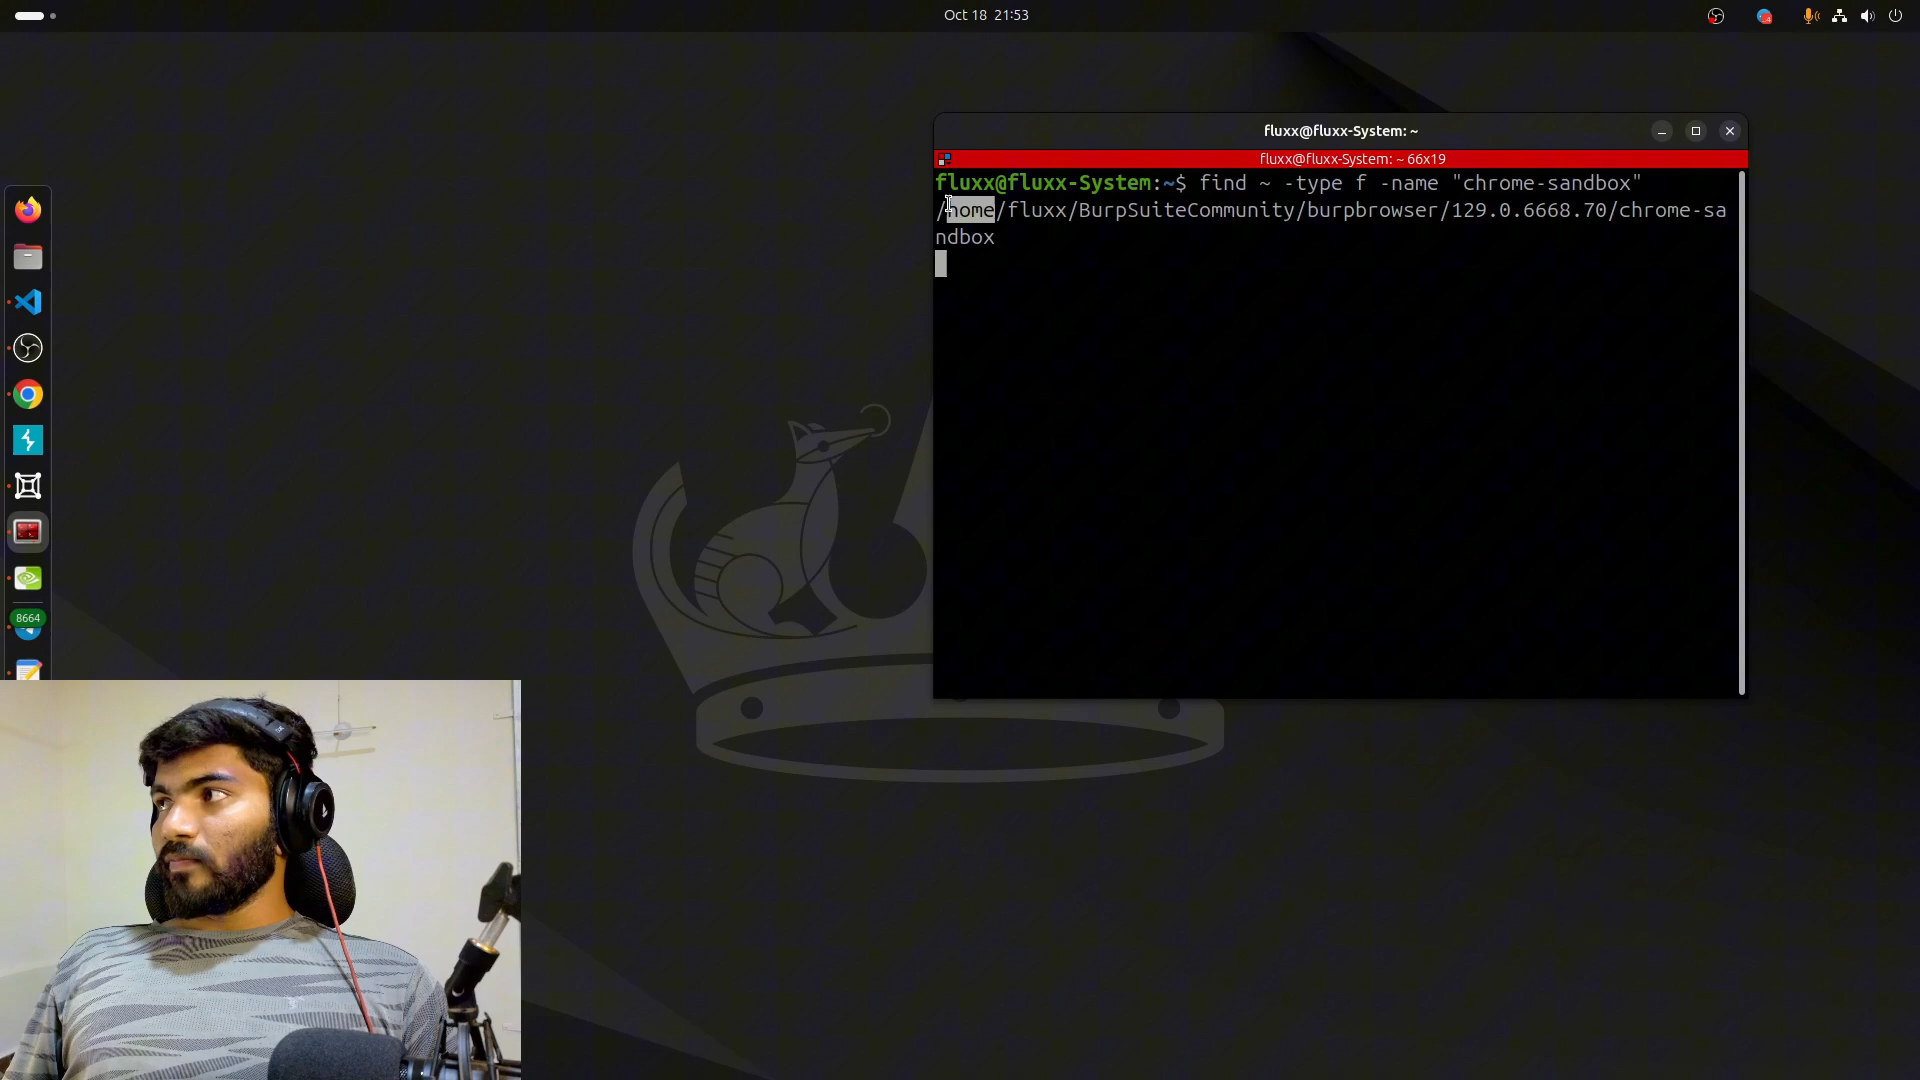 Oct 18 21:53
4
fluxx@fluxx-System: ~
fluxx@fluxx-System: ~ 66x19
fluxx@fluxx-System:~$ find ~ -type f -name "chrome-sandbox"
/home/fluxx/BurpSuiteCommunity/burpbrowser/129.0.6668.70/chrome-sa
ndbox
8664